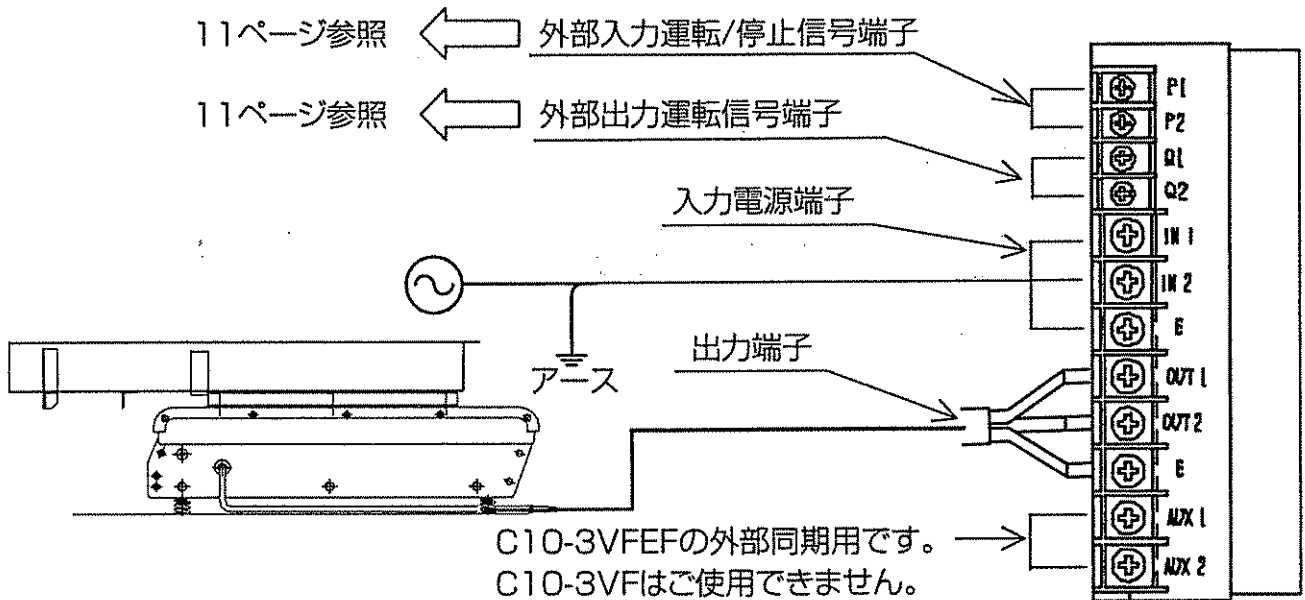 11ページ参照 外部入力運転/停止信号端子
11ページ参照 外部出力運転信号端子
入力電源端子
アース
出力端子
C10-3VFEFの外部同期用です。
C10-3VFはご使用できません。
P1
P2
Q1
Q2
IN 1
IN 2
E
OUT 1
OUT 2
E
AUX 1
AUX 2